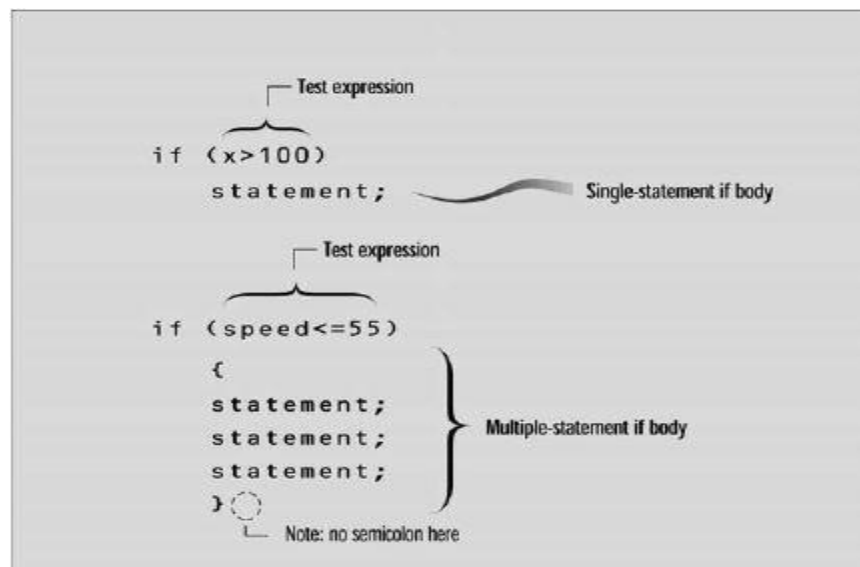 Test expression
if (x>100)
statement; Single-statement if body
Test expression
if (speed<=55)
{
statement;
statement; Multiple-statement if body
statement;
}
Note: no semicolon here